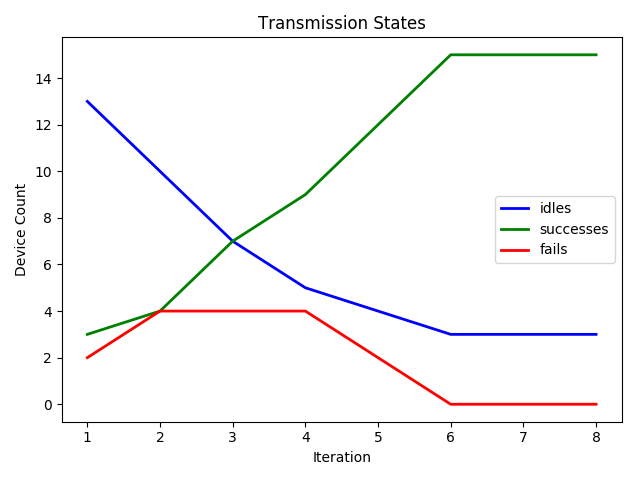 Transmission States
Device Count
14
12
10
8
6
4
2
0
idles
successes
fails
1 2 3 4 5 6 7 8
Iteration